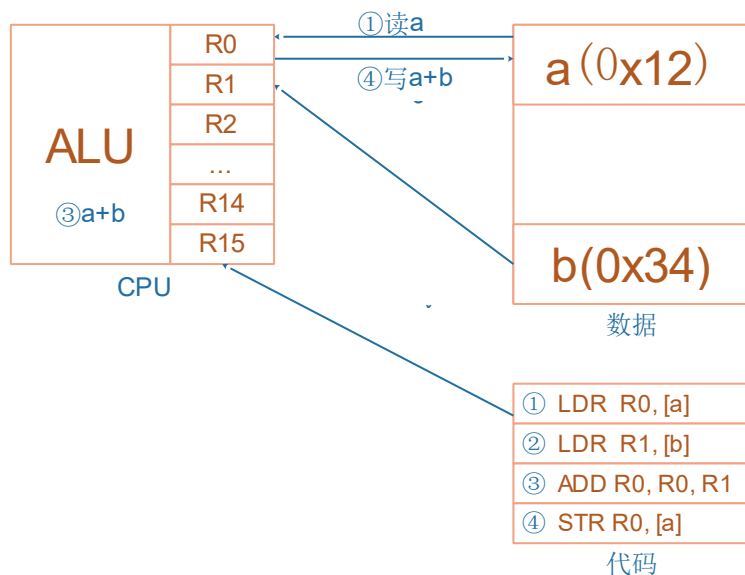 ①读a
④写a+b
R0
R1
R2
...
R14
R15
ALU
③a+b
CPU
a(0x12)
b(0x34)
数据
① LDR R0, [a]
② LDR R1, [b]
③ ADD R0, R0, R1
④ STR R0, [a]
代码